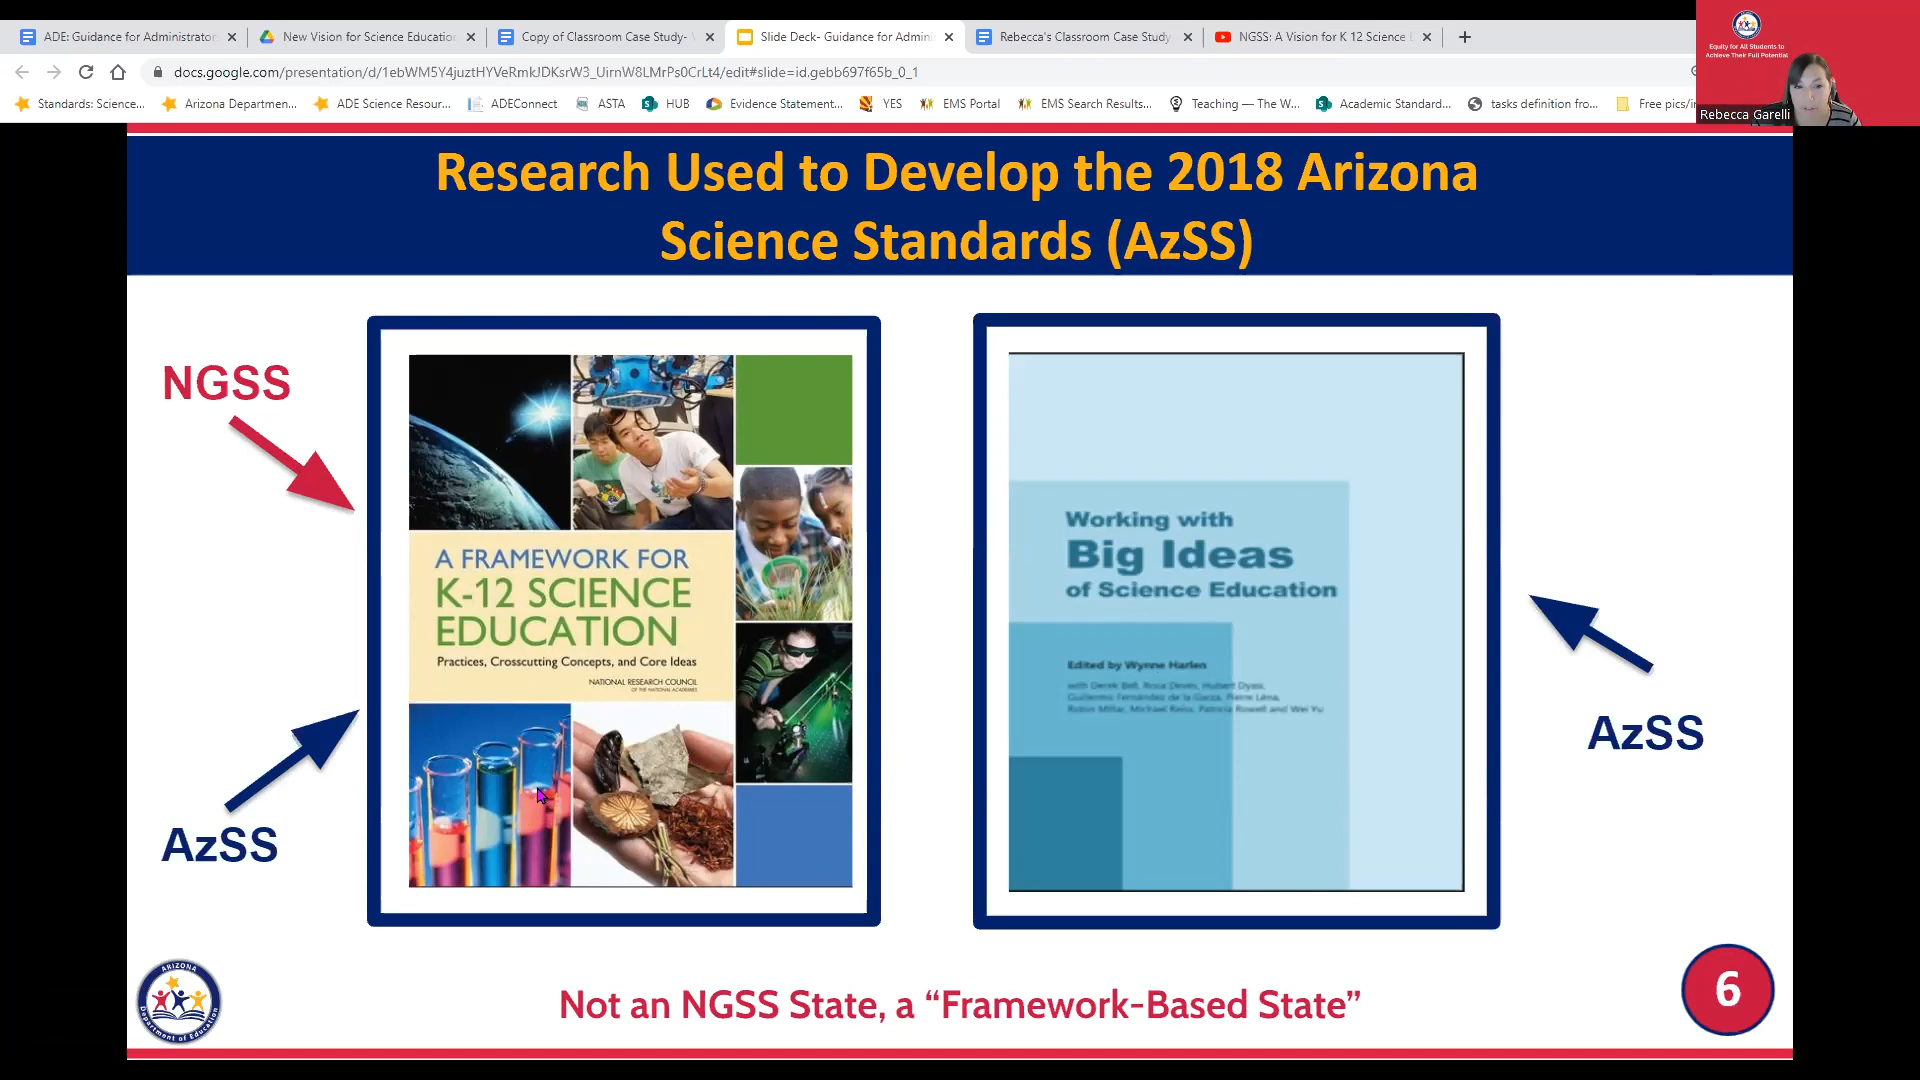 ADE: Guidance for Administrator
New Vision for Science Education
Copy of Classroom Case Study-
Slide Deck- Guidance for Admini
Rebecca's Classroom Case Study
NGSS: A Vision for K 12 Science
docs.google.com/presentation/d/1ebWM5Y4juztHYVeRmkJDKsrW3_UirnW8LMrPs0CrLt4/edit#slide=id.gebb697f65b_0_1
Standards: Science...
Arizona Departmen...
ADE Science Resour...
ADEConnect
ASTA
HUB
Evidence Statement...
YES
EMS Portal
EMS Search Results...
Teaching — The W...
Academic Standard...
tasks definition fro...
Free pics/i
Equity for All Students to
Achieve Their Full Potential
Rebecca Garelli
Research Used to Develop the 2018 Arizona
Science Standards (AzSS)
NGSS
AzSS
A FRAMEWORK FOR
K-12 SCIENCE
EDUCATION
Practices, Crosscutting Concepts, and Core Ideas
NATIONAL RESEARCH COUNCIL
OF THE NATIONAL ACADEMIES
Working with
Big Ideas
of Science Education
Edited by Wynne Harlen
with Derek Bell, Rosa Devés, Hubert Dyasi,
Guillermo Fernández de la Garza, Pierre Léna,
Robin Millar, Michael Reiss, Patricia Rowell and Wei Yu
AzSS
Not an NGSS State, a “Framework-Based State”
ARIZONA
Department of Education
6